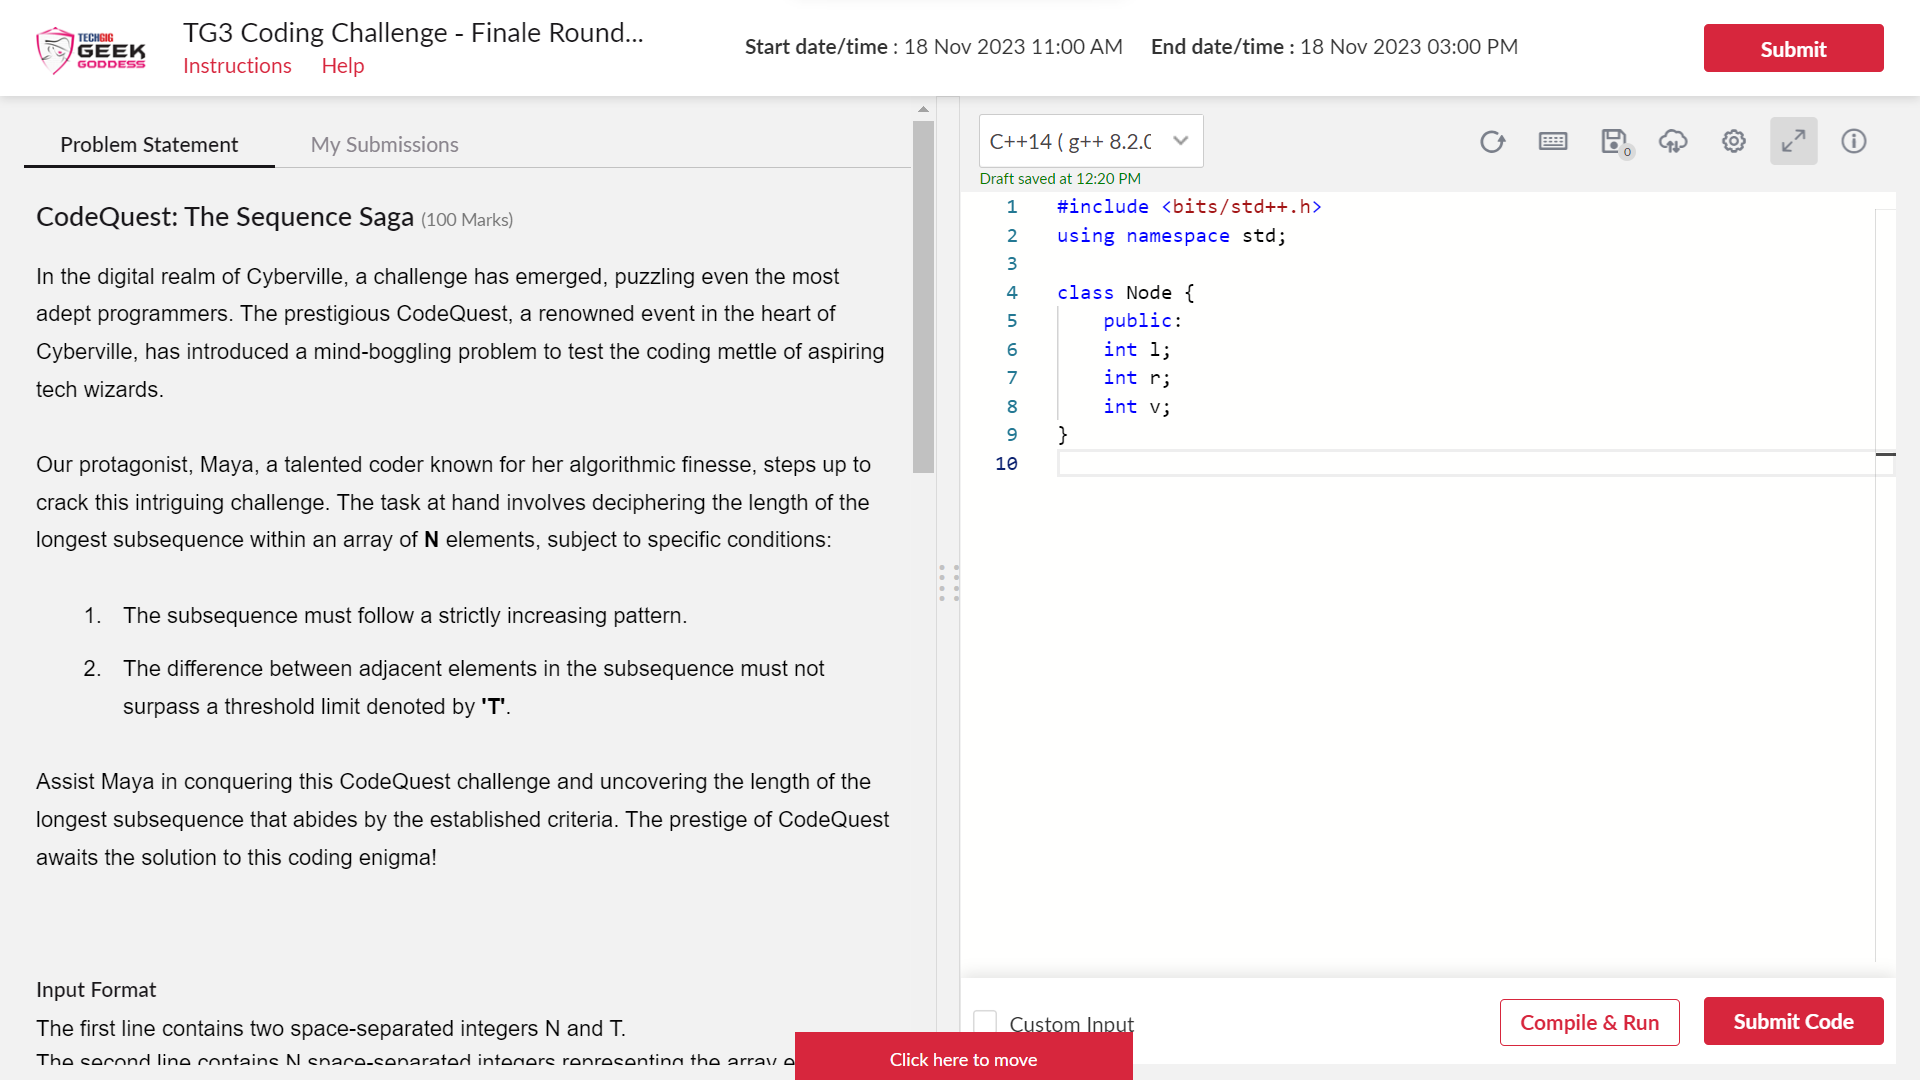 TECHGIG
GEEK
GODDESS
TG3 Coding Challenge - Finale Round...
Instructions Help
Start date/time : 18 Nov 2023 11:00 AM End date/time : 18 Nov 2023 03:00 PM
Submit
Problem Statement My Submissions
CodeQuest: The Sequence Saga (100 Marks)
In the digital realm of Cyberville, a challenge has emerged, puzzling even the most
adept programmers. The prestigious CodeQuest, a renowned event in the heart of
Cyberville, has introduced a mind-boggling problem to test the coding mettle of aspiring
tech wizards.
Our protagonist, Maya, a talented coder known for her algorithmic finesse, steps up to
crack this intriguing challenge. The task at hand involves deciphering the length of the
longest subsequence within an array of N elements, subject to specific conditions:
1. The subsequence must follow a strictly increasing pattern.
2. The difference between adjacent elements in the subsequence must not
surpass a threshold limit denoted by 'T'.
Assist Maya in conquering this CodeQuest challenge and uncovering the length of the
longest subsequence that abides by the established criteria. The prestige of CodeQuest
awaits the solution to this coding enigma!
Input Format
The first line contains two space-separated integers N and T.
The second line contains N space-separated integers representing the array
C++14 ( g++ 8.2.0
0
Draft saved at 12:20 PM
1 #include <bits/std++.h>
2 using namespace std;
3
4 class Node {
5 public:
6 int l;
7 int r;
8 int v;
9 }
10
Custom Input
Compile & Run
Submit Code
Click here to move